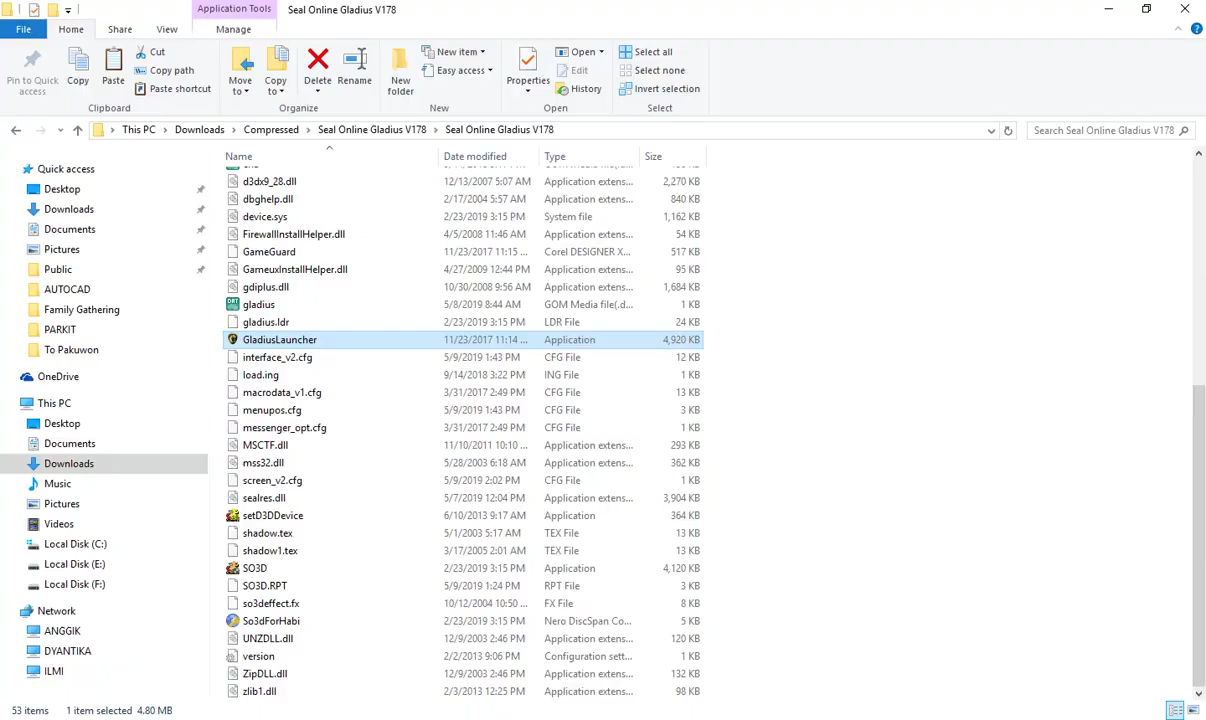 Application Tools
Seal Online Gladius V178
File
Home
Share
View
Manage
Pin to Quick access
Copy
Paste
Cut
Copy path
Paste shortcut
Clipboard
Move to
Copy to
Delete
Rename
Organize
New folder
New item
Easy access
New
Properties
Open
Edit
History
Open
Select all
Select none
Invert selection
Select
This PC
Downloads
Compressed
Seal Online Gladius V178
Seal Online Gladius V178
Search Seal Online Gladius V178
Name Date modified Type Size
d3dx9_28.dll 12/13/2007 5:07 AM Application extens... 2,270 KB
dbghelp.dll 2/17/2004 5:57 AM Application extens... 840 KB
device.sys 2/23/2019 3:15 PM System file 1,162 KB
FirewallInstallHelper.dll 4/5/2008 11:46 AM Application extens... 54 KB
GameGuard 11/23/2017 11:15 ... Corel DESIGNER X... 517 KB
GameuxInstallHelper.dll 4/27/2009 12:44 PM Application extens... 95 KB
gdiplus.dll 10/30/2008 9:56 AM Application extens... 1,684 KB
gladius 5/8/2019 8:44 AM GOM Media file(.d... 1 KB
gladius.ldr 2/23/2019 3:15 PM LDR File 24 KB
GladiusLauncher 11/23/2017 11:14 ... Application 4,920 KB
interface_v2.cfg 5/9/2019 1:43 PM CFG File 12 KB
load.ing 9/14/2018 3:22 PM ING File 1 KB
macrodata_v1.cfg 3/31/2017 2:49 PM CFG File 13 KB
menupos.cfg 5/9/2019 1:43 PM CFG File 3 KB
messenger_opt.cfg 3/31/2017 2:49 PM CFG File 1 KB
MSCTF.dll 11/10/2011 10:10 ... Application extens... 293 KB
mss32.dll 5/28/2003 6:18 AM Application extens... 362 KB
screen_v2.cfg 5/9/2019 2:02 PM CFG File 1 KB
sealres.dll 5/7/2019 12:04 PM Application extens... 3,904 KB
setD3DDevice 6/10/2013 9:17 AM Application 364 KB
shadow.tex 5/1/2003 5:17 AM TEX File 13 KB
shadow1.tex 3/17/2005 2:01 AM TEX File 13 KB
SO3D 2/23/2019 3:15 PM Application 4,120 KB
SO3D.RPT 5/9/2019 1:24 PM RPT File 3 KB
so3deffect.fx 10/12/2004 10:50 ... FX File 8 KB
So3dForHabi 2/23/2019 3:15 PM Nero DiscSpan Co... 5 KB
UNZDLL.dll 12/9/2003 2:46 PM Application extens... 120 KB
version 2/2/2013 9:06 PM Configuration sett... 1 KB
ZipDLL.dll 12/9/2003 2:46 PM Application extens... 132 KB
zlib1.dll 2/3/2013 12:25 PM Application extens... 98 KB
Quick access
Desktop
Downloads
Documents
Pictures
Public
AUTOCAD
Family Gathering
PARKIT
To Pakuwon
OneDrive
This PC
Desktop
Documents
Downloads
Music
Pictures
Videos
Local Disk (C:)
Local Disk (E:)
Local Disk (F:)
Network
ANGGIK
DYANTIKA
ILMI
53 items 1 item selected 4.80 MB